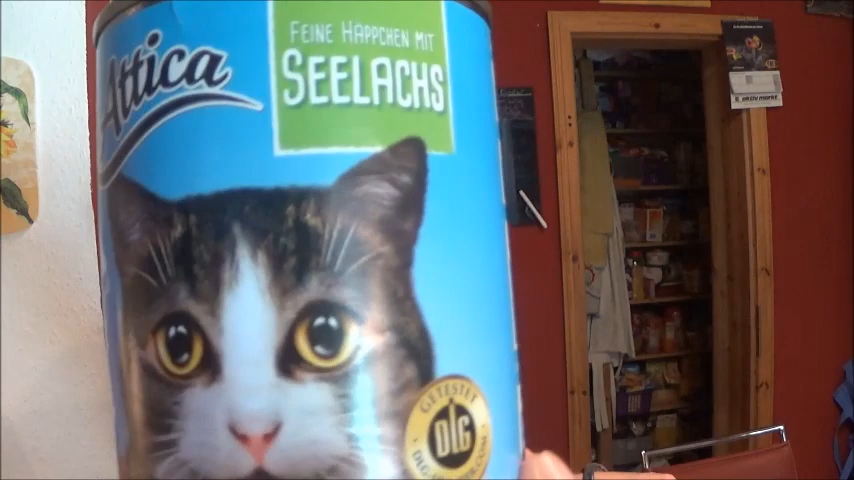 Attica
FEINE HÄPPCHEN MIT
SEELACHS
GETESTET
DLG